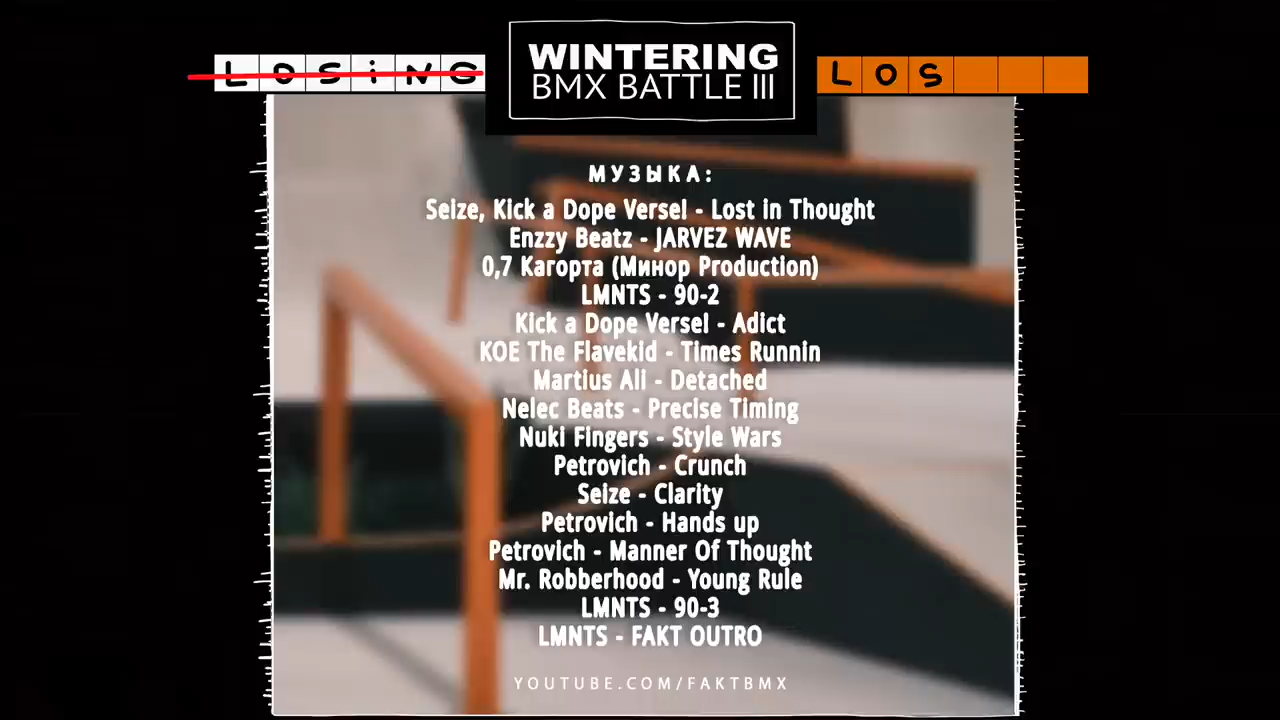 LOSiNG
WINTERING
BMX BATTLE III
LOS
МУЗЫКА:
Seize, Kick a Dope Verse! - Lost in Thought
Enzzy Beatz - JARVEZ WAVE
0,7 Кагорта (Минор Production)
LMNTS - 90-2
Kick a Dope Verse! - Adict
KOE The Flavekid - Times Runnin
Martius Ali - Detached
Nelec Beats - Precise Timing
Nuki Fingers - Style Wars
Petrovich - Crunch
Seize - Clarity
Petrovich - Hands up
Petrovich - Manner Of Thought
Mr. Robberhood - Young Rule
LMNTS - 90-3
LMNTS - FAKT OUTRO
YOUTUBE.COM/FAKTBMX